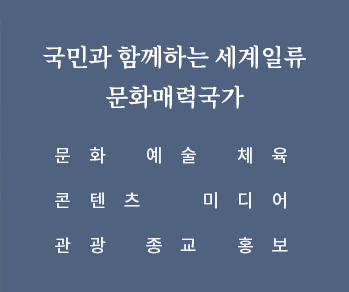 국민과 함께하는 세계일류
문화매력국가
문화 예술 체육
콘텐츠 미디어
관광 종교 홍보